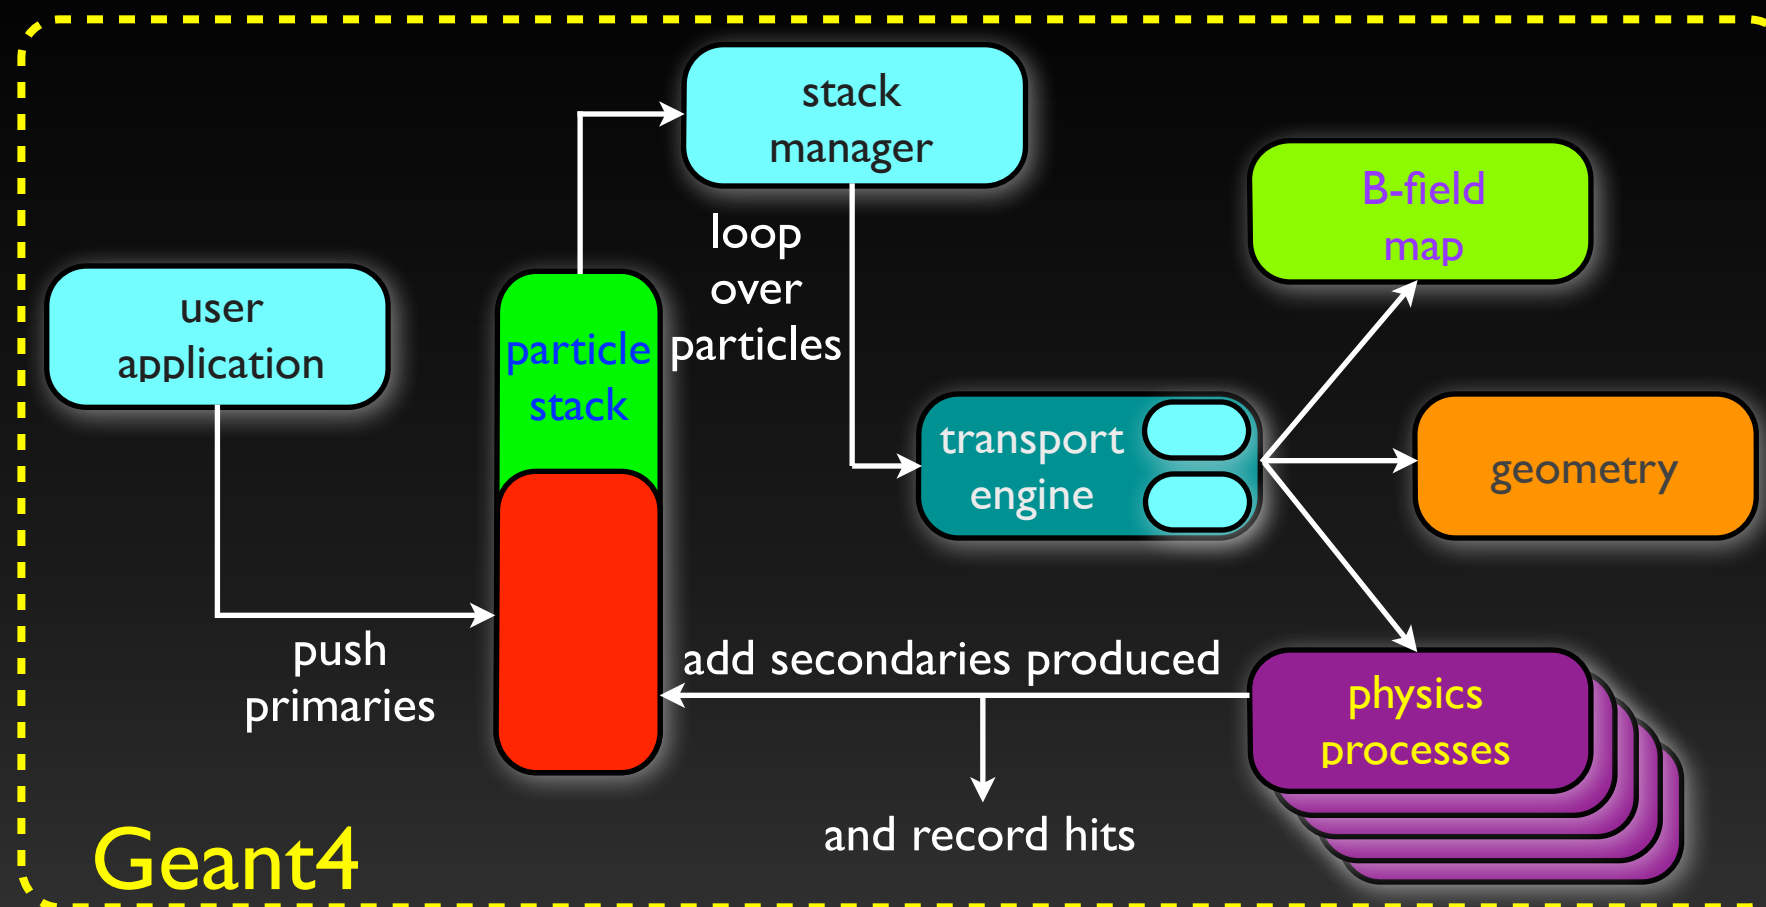 stack
manager
B-field
map
loop
over
particles
user
application
particle
stack
transport
engine
geometry
push
primaries
add secondaries produced
physics
processes
and record hits
Geant4